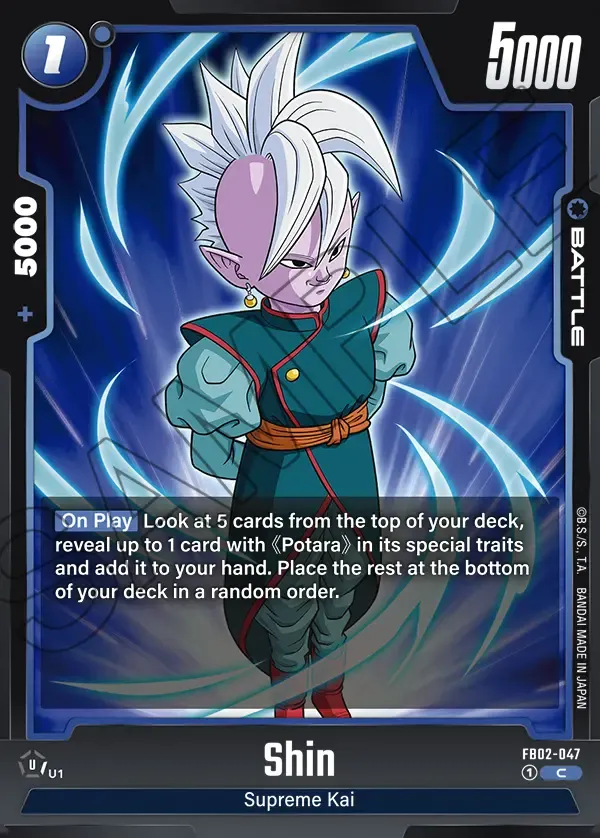 1
5000
+ 5000
BATTLE
SAMPLE
On Play Look at 5 cards from the top of your deck,
reveal up to 1 card with《Potara》in its special traits
and add it to your hand. Place the rest at the bottom
of your deck in a random order.
©B.S./S., T.A. BANDAI MADE IN JAPAN
U/U1
Shin
FB02-047
1 C
Supreme Kai